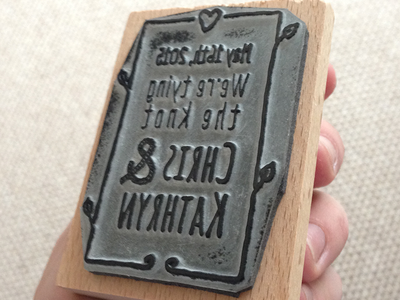 May 16th, 2015
We're tying
the Knot
CHRIS &
KATHRYN